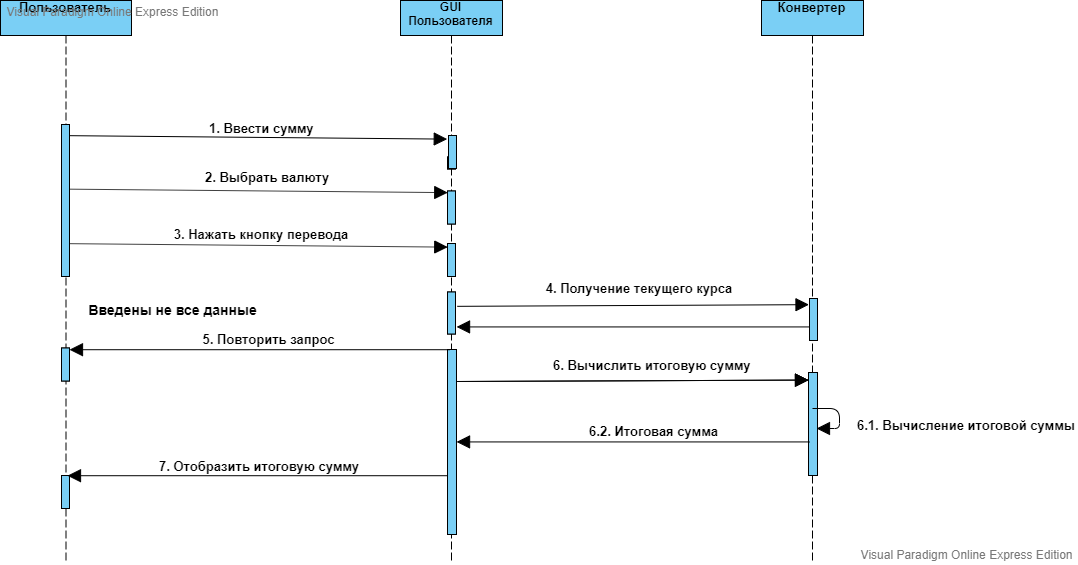 Пользователь
Visual Paradigm Online Express Edition
GUI
Пользователя
Конвертер
1. Ввести сумму
2. Выбрать валюту
3. Нажать кнопку перевода
4. Получение текущего курса
Введены не все данные
5. Повторить запрос
6. Вычислить итоговую сумму
6.1. Вычисление итоговой суммы
6.2. Итоговая сумма
7. Отобразить итоговую сумму
Visual Paradigm Online Express Edition